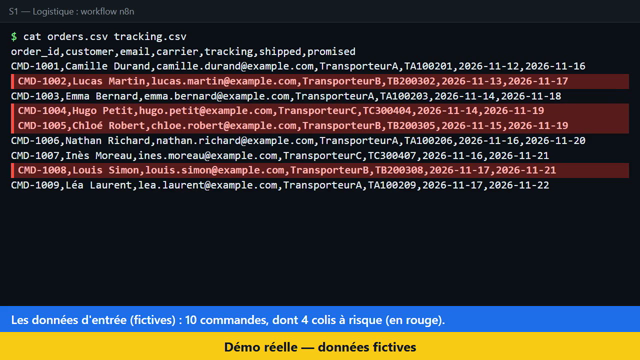 S1 — Logistique : workflow n8n
$ cat orders.csv tracking.csv
order_id,customer,email,carrier,tracking,shipped,promised
CMD-1001,Camille Durand,camille.durand@example.com,TransporteurA,TA100201,2026-11-12,2026-11-16
CMD-1002,Lucas Martin,lucas.martin@example.com,TransporteurB,TB200302,2026-11-13,2026-11-17
CMD-1003,Emma Bernard,emma.bernard@example.com,TransporteurA,TA100203,2026-11-14,2026-11-18
CMD-1004,Hugo Petit,hugo.petit@example.com,TransporteurC,TC300404,2026-11-14,2026-11-19
CMD-1005,Chloé Robert,chloe.robert@example.com,TransporteurB,TB200305,2026-11-15,2026-11-19
CMD-1006,Nathan Richard,nathan.richard@example.com,TransporteurA,TA100206,2026-11-16,2026-11-20
CMD-1007,Inès Moreau,ines.moreau@example.com,TransporteurC,TC300407,2026-11-16,2026-11-21
CMD-1008,Louis Simon,louis.simon@example.com,TransporteurB,TB200308,2026-11-17,2026-11-21
CMD-1009,Léa Laurent,lea.laurent@example.com,TransporteurA,TA100209,2026-11-17,2026-11-22
Les données d'entrée (fictives) : 10 commandes, dont 4 colis à risque (en rouge).
Démo réelle — données fictives